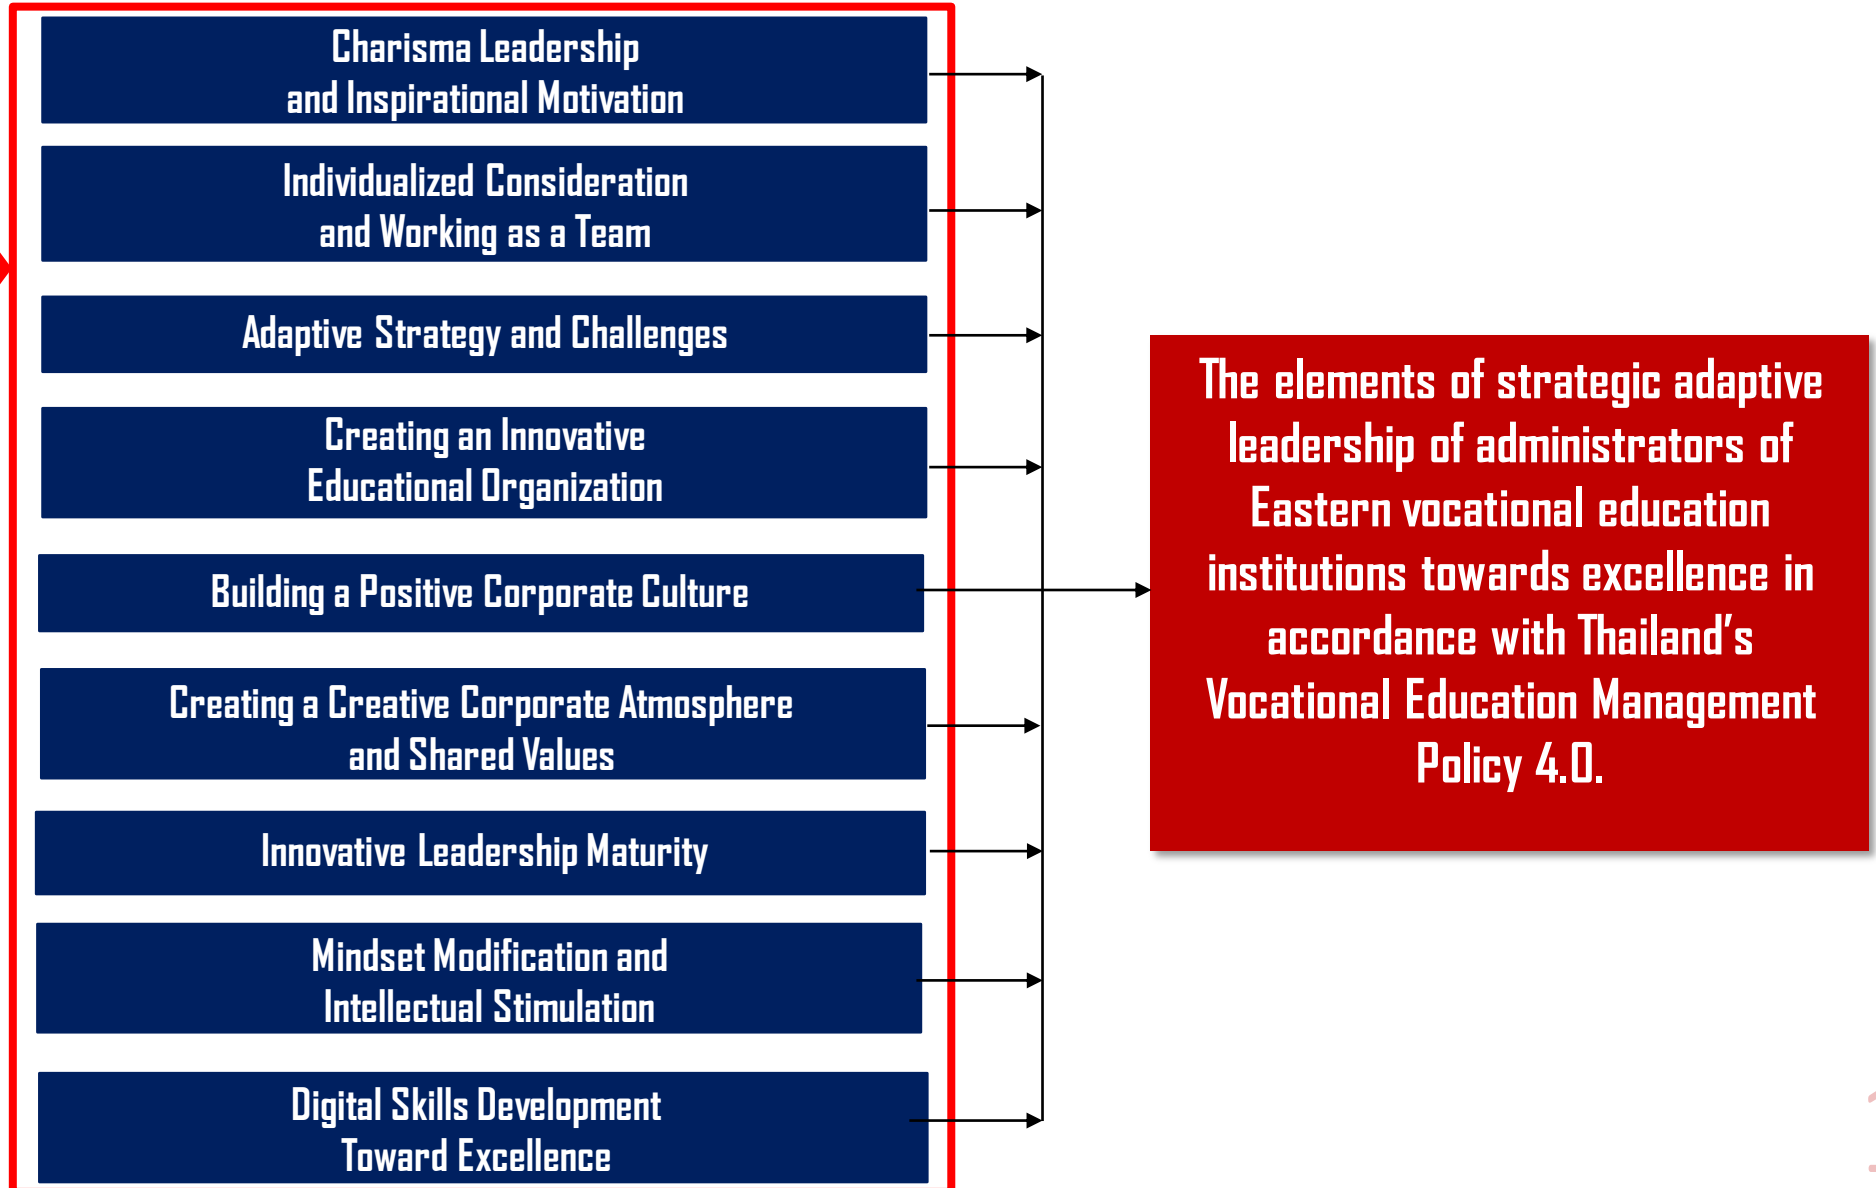 Charisma Leadership
and Inspirational Motivation
Individualized Consideration
and Working as a Team
Adaptive Strategy and Challenges
Creating an Innovative
Educational Organization
Building a Positive Corporate Culture
Creating a Creative Corporate Atmosphere
and Shared Values
Innovative Leadership Maturity
Mindset Modification and
Intellectual Stimulation
Digital Skills Development
Toward Excellence
The elements of strategic adaptive
leadership of administrators of
Eastern vocational education
institutions towards excellence in
accordance with Thailand’s
Vocational Education Management
Policy 4.0.